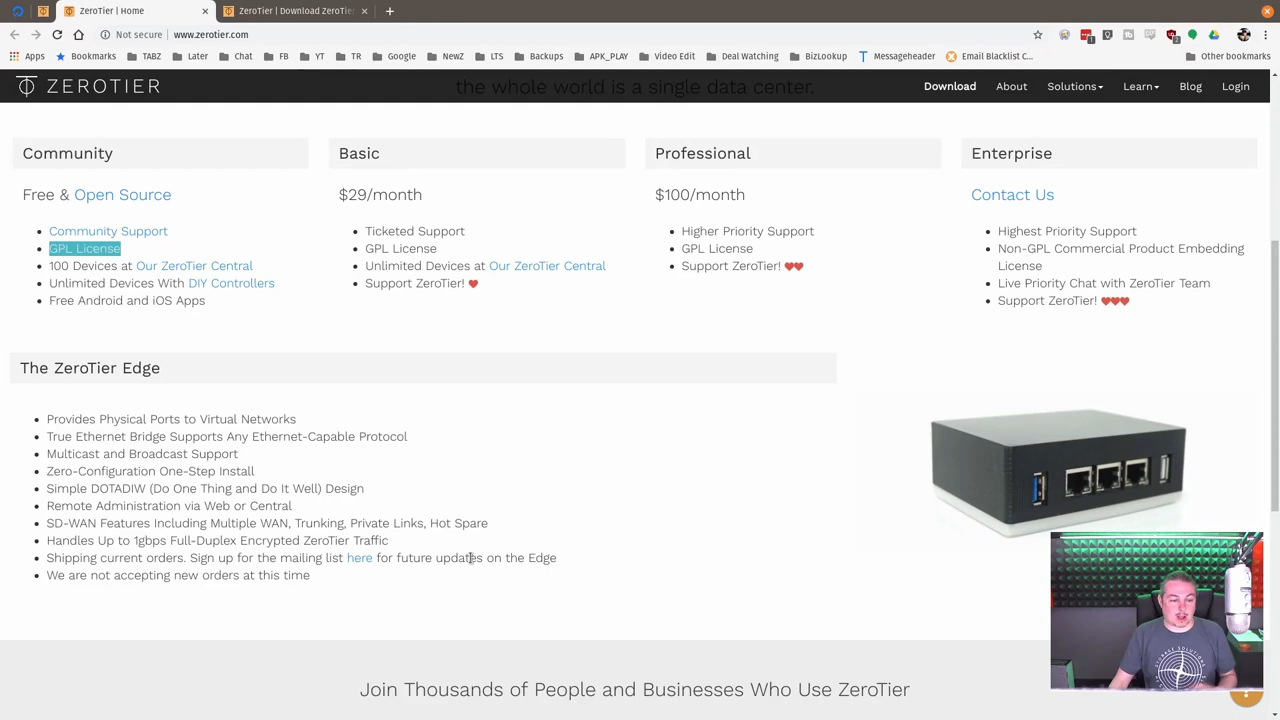 ZeroTier | Home
ZeroTier | Download ZeroTie
Not secure | www.zerotier.com
Apps Bookmarks TABZ Later Chat FB YT TR Google NewZ LTS Backups APK_PLAY Video Edit Deal Watching BizLookup Messageheader Email Blacklist C... Other bookmarks
the whole world is a single data center.
ZEROTIER Download About Solutions Learn Blog Login
Community
Free & Open Source
Community Support
GPL License
100 Devices at Our ZeroTier Central
Unlimited Devices With DIY Controllers
Free Android and iOS Apps
Basic
$29/month
Ticketed Support
GPL License
Unlimited Devices at Our ZeroTier Central
Support ZeroTier!
Professional
$100/month
Higher Priority Support
GPL License
Support ZeroTier!
Enterprise
Contact Us
Highest Priority Support
Non-GPL Commercial Product Embedding
License
Live Priority Chat with ZeroTier Team
Support ZeroTier!
The ZeroTier Edge
Provides Physical Ports to Virtual Networks
True Ethernet Bridge Supports Any Ethernet-Capable Protocol
Multicast and Broadcast Support
Zero-Configuration One-Step Install
Simple DOTADIW (Do One Thing and Do It Well) Design
Remote Administration via Web or Central
SD-WAN Features Including Multiple WAN, Trunking, Private Links, Hot Spare
Handles Up to 1gbps Full-Duplex Encrypted ZeroTier Traffic
Shipping current orders. Sign up for the mailing list here for future updates on the Edge
We are not accepting new orders at this time
Join Thousands of People and Businesses Who Use ZeroTier